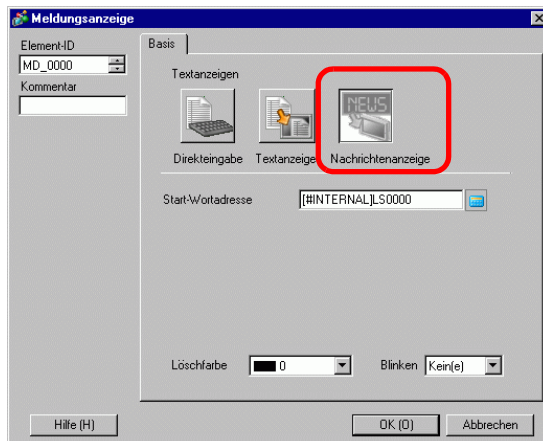 Meldungsanzeige
Element-ID
MD_0000
Kommentar
Basis
Textanzeigen
NEWS
Direkteingabe Textanzeige Nachrichtenanzeige
Start-Wortadresse [#INTERNAL]LS0000
Löschfarbe 0 Blinken Kein(e)
Hilfe (H) OK (O) Abbrechen